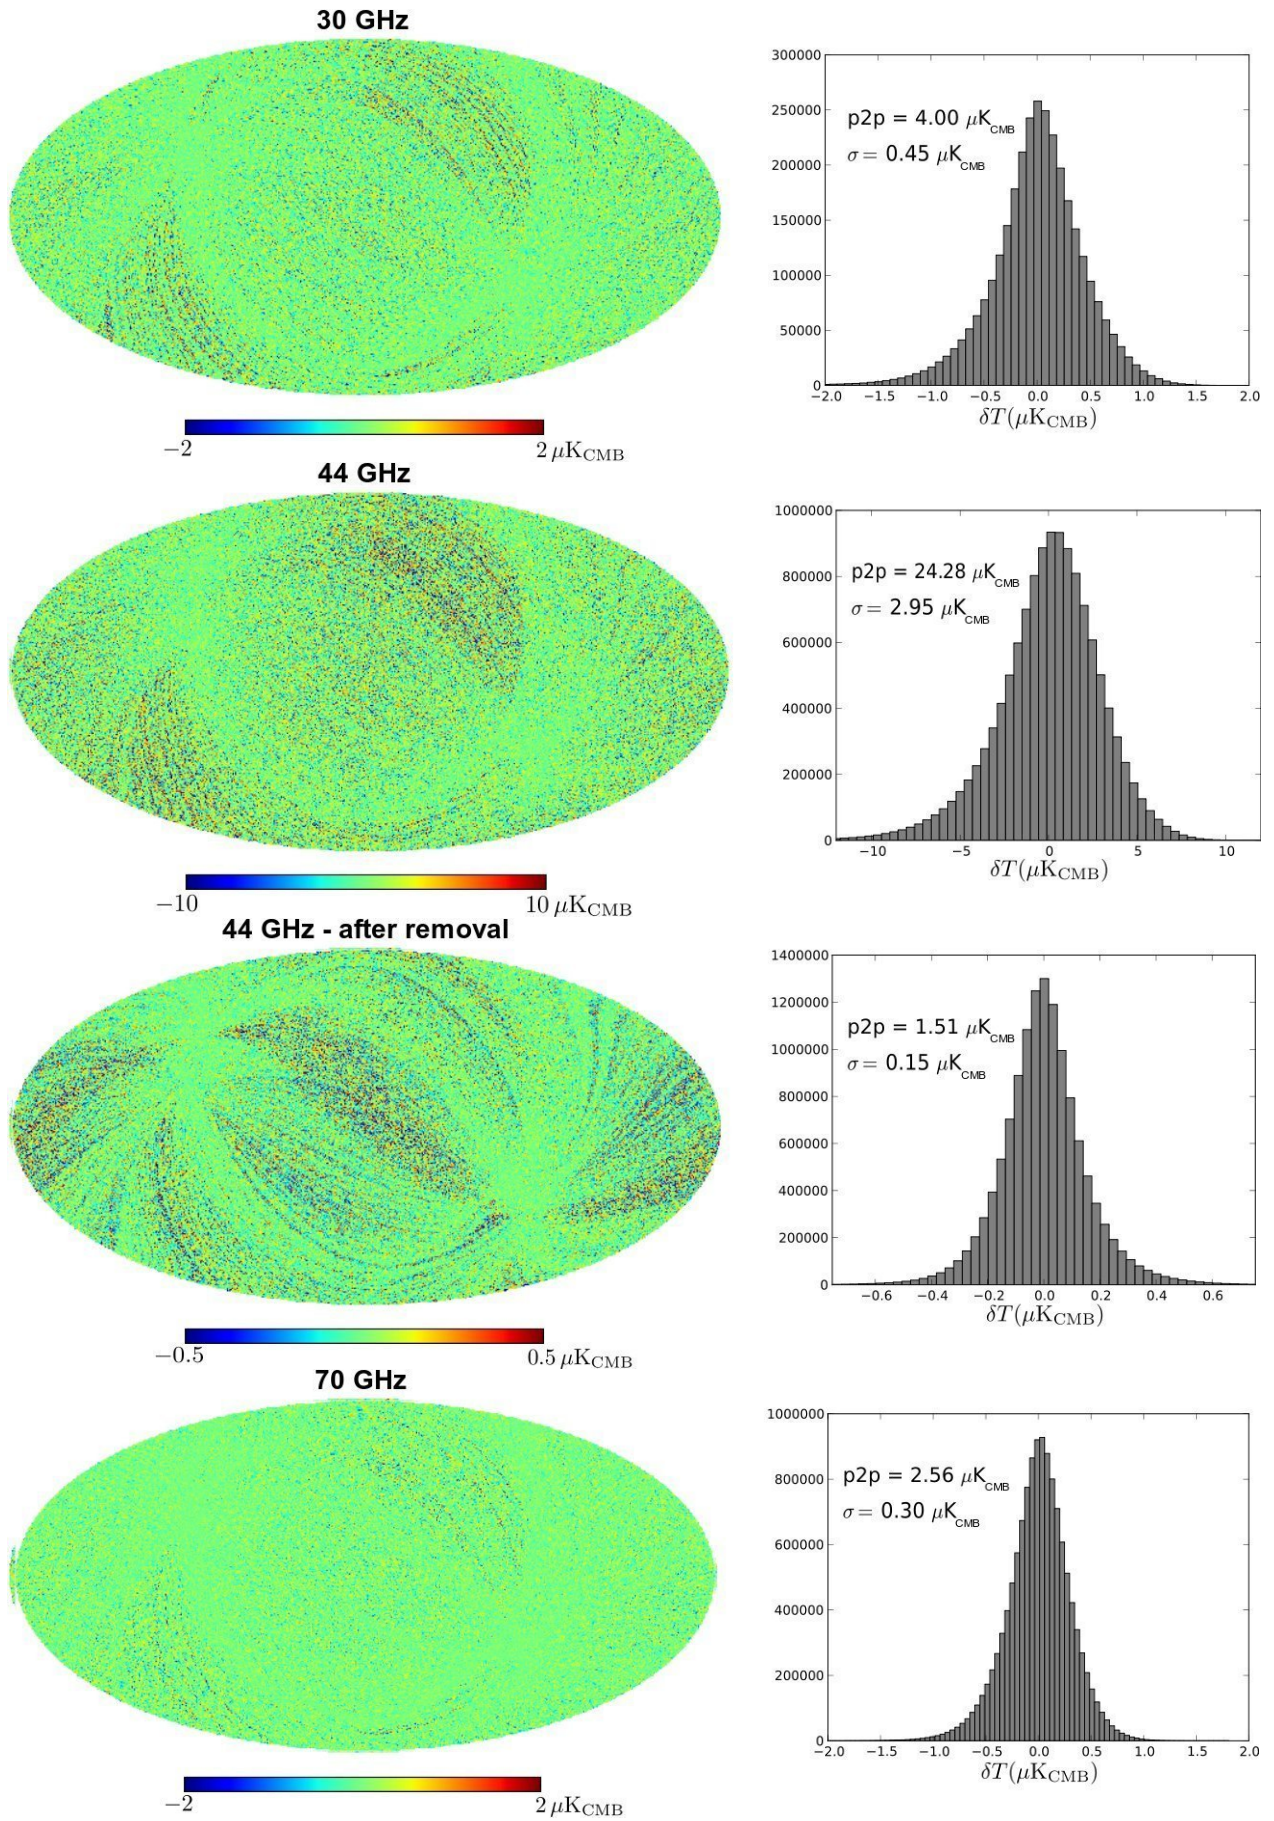 30 GHz
300000
250000
200000
150000
100000
50000
0
p2p = 4.00 μK_CMB
σ = 0.45 μK_CMB
−2.0 −1.5 −1.0 −0.5 0.0 0.5 1.0 1.5 2.0
δT(μK_CMB)
−2 2 μK_CMB
44 GHz
1000000
800000
600000
400000
200000
0
p2p = 24.28 μK_CMB
σ = 2.95 μK_CMB
−10 −5 0 5 10
δT(μK_CMB)
−10 10 μK_CMB
44 GHz - after removal
1400000
1200000
1000000
800000
600000
400000
200000
0
p2p = 1.51 μK_CMB
σ = 0.15 μK_CMB
−0.6 −0.4 −0.2 0.0 0.2 0.4 0.6
δT(μK_CMB)
−0.5 0.5 μK_CMB
70 GHz
1000000
800000
600000
400000
200000
0
p2p = 2.56 μK_CMB
σ = 0.30 μK_CMB
−2.0 −1.5 −1.0 −0.5 0.0 0.5 1.0 1.5 2.0
δT(μK_CMB)
−2 2 μK_CMB